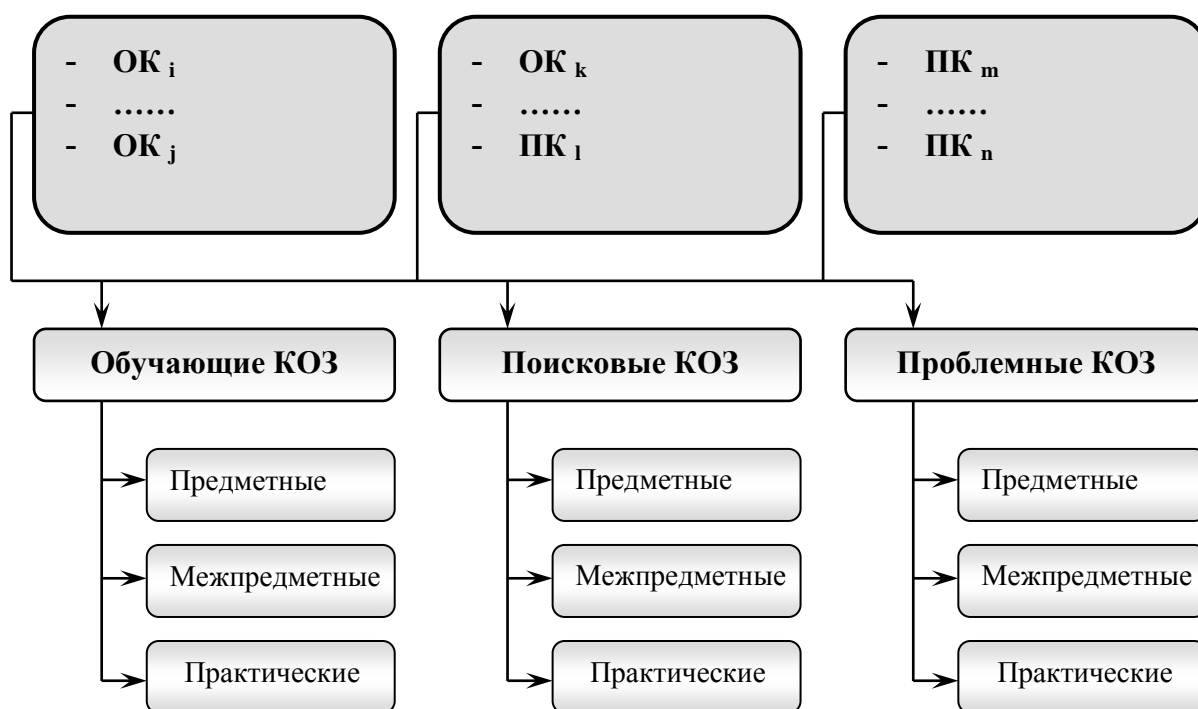 - ОК i
- ......
- ОК j
- ОК k
- ......
- ПК l
- ПК m
- ......
- ПК n
Обучающие КОЗ
Поисковые КОЗ
Проблемные КОЗ
Предметные
Межпредметные
Практические
Предметные
Межпредметные
Практические
Предметные
Межпредметные
Практические